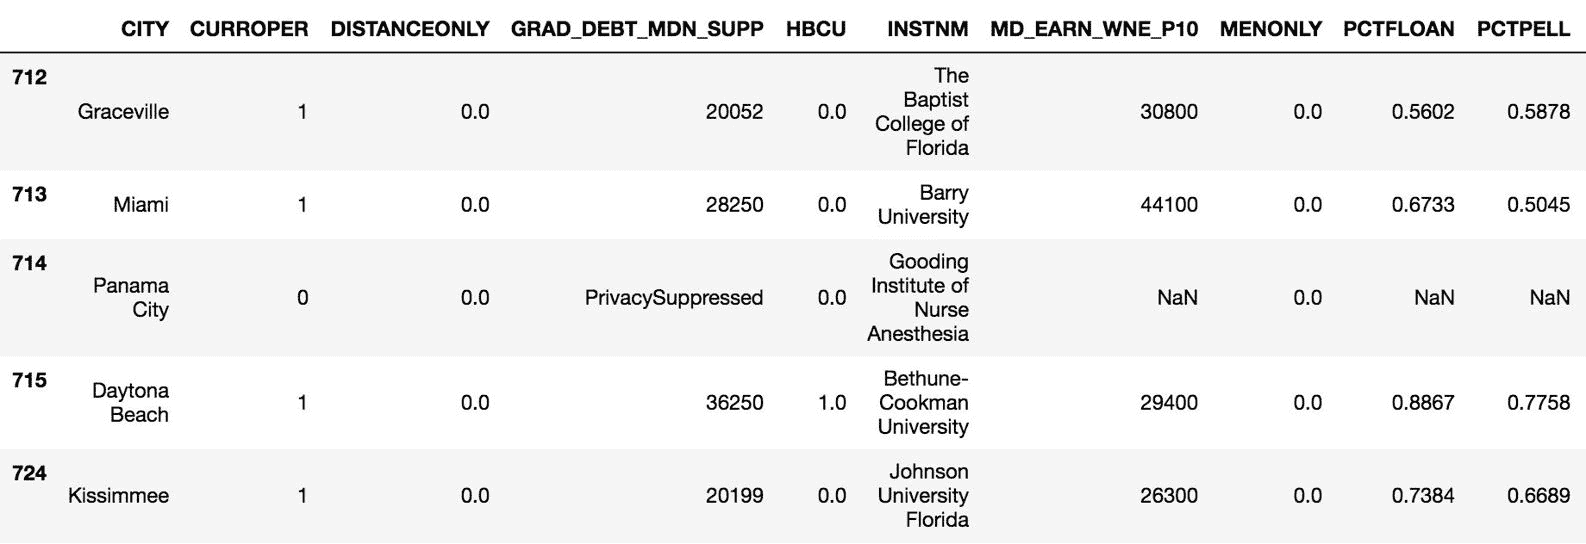 CITY CURROPER DISTANCEONLY GRAD_DEBT_MDN_SUPP HBCU INSTNM MD_EARN_WNE_P10 MENONLY PCTFLOAN PCTPELL
712 Graceville 1 0.0 20052 0.0 The Baptist College of Florida 30800 0.0 0.5602 0.5878
713 Miami 1 0.0 28250 0.0 Barry University 44100 0.0 0.6733 0.5045
714 Panama City 0 0.0 PrivacySuppressed 0.0 Gooding Institute of Nurse Anesthesia NaN 0.0 NaN NaN
715 Daytona Beach 1 0.0 36250 1.0 Bethune-Cookman University 29400 0.0 0.8867 0.7758
724 Kissimmee 1 0.0 20199 0.0 Johnson University Florida 26300 0.0 0.7384 0.6689